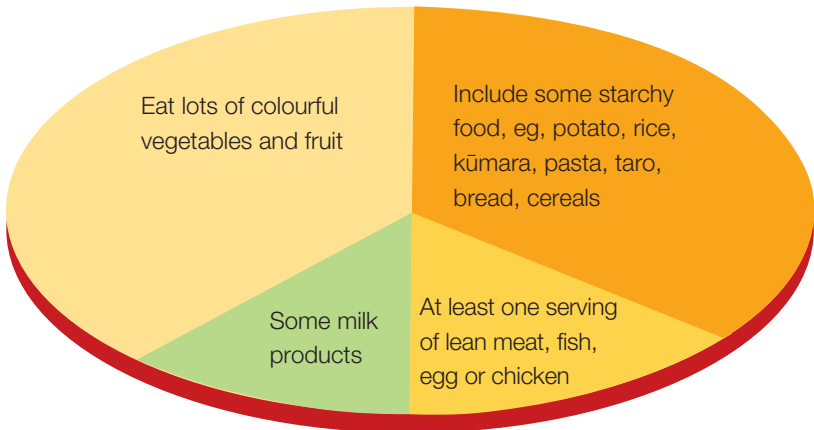 Eat lots of colourful
vegetables and fruit
Include some starchy
food, eg, potato, rice,
kūmara, pasta, taro,
bread, cereals
Some milk
products
At least one serving
of lean meat, fish,
egg or chicken